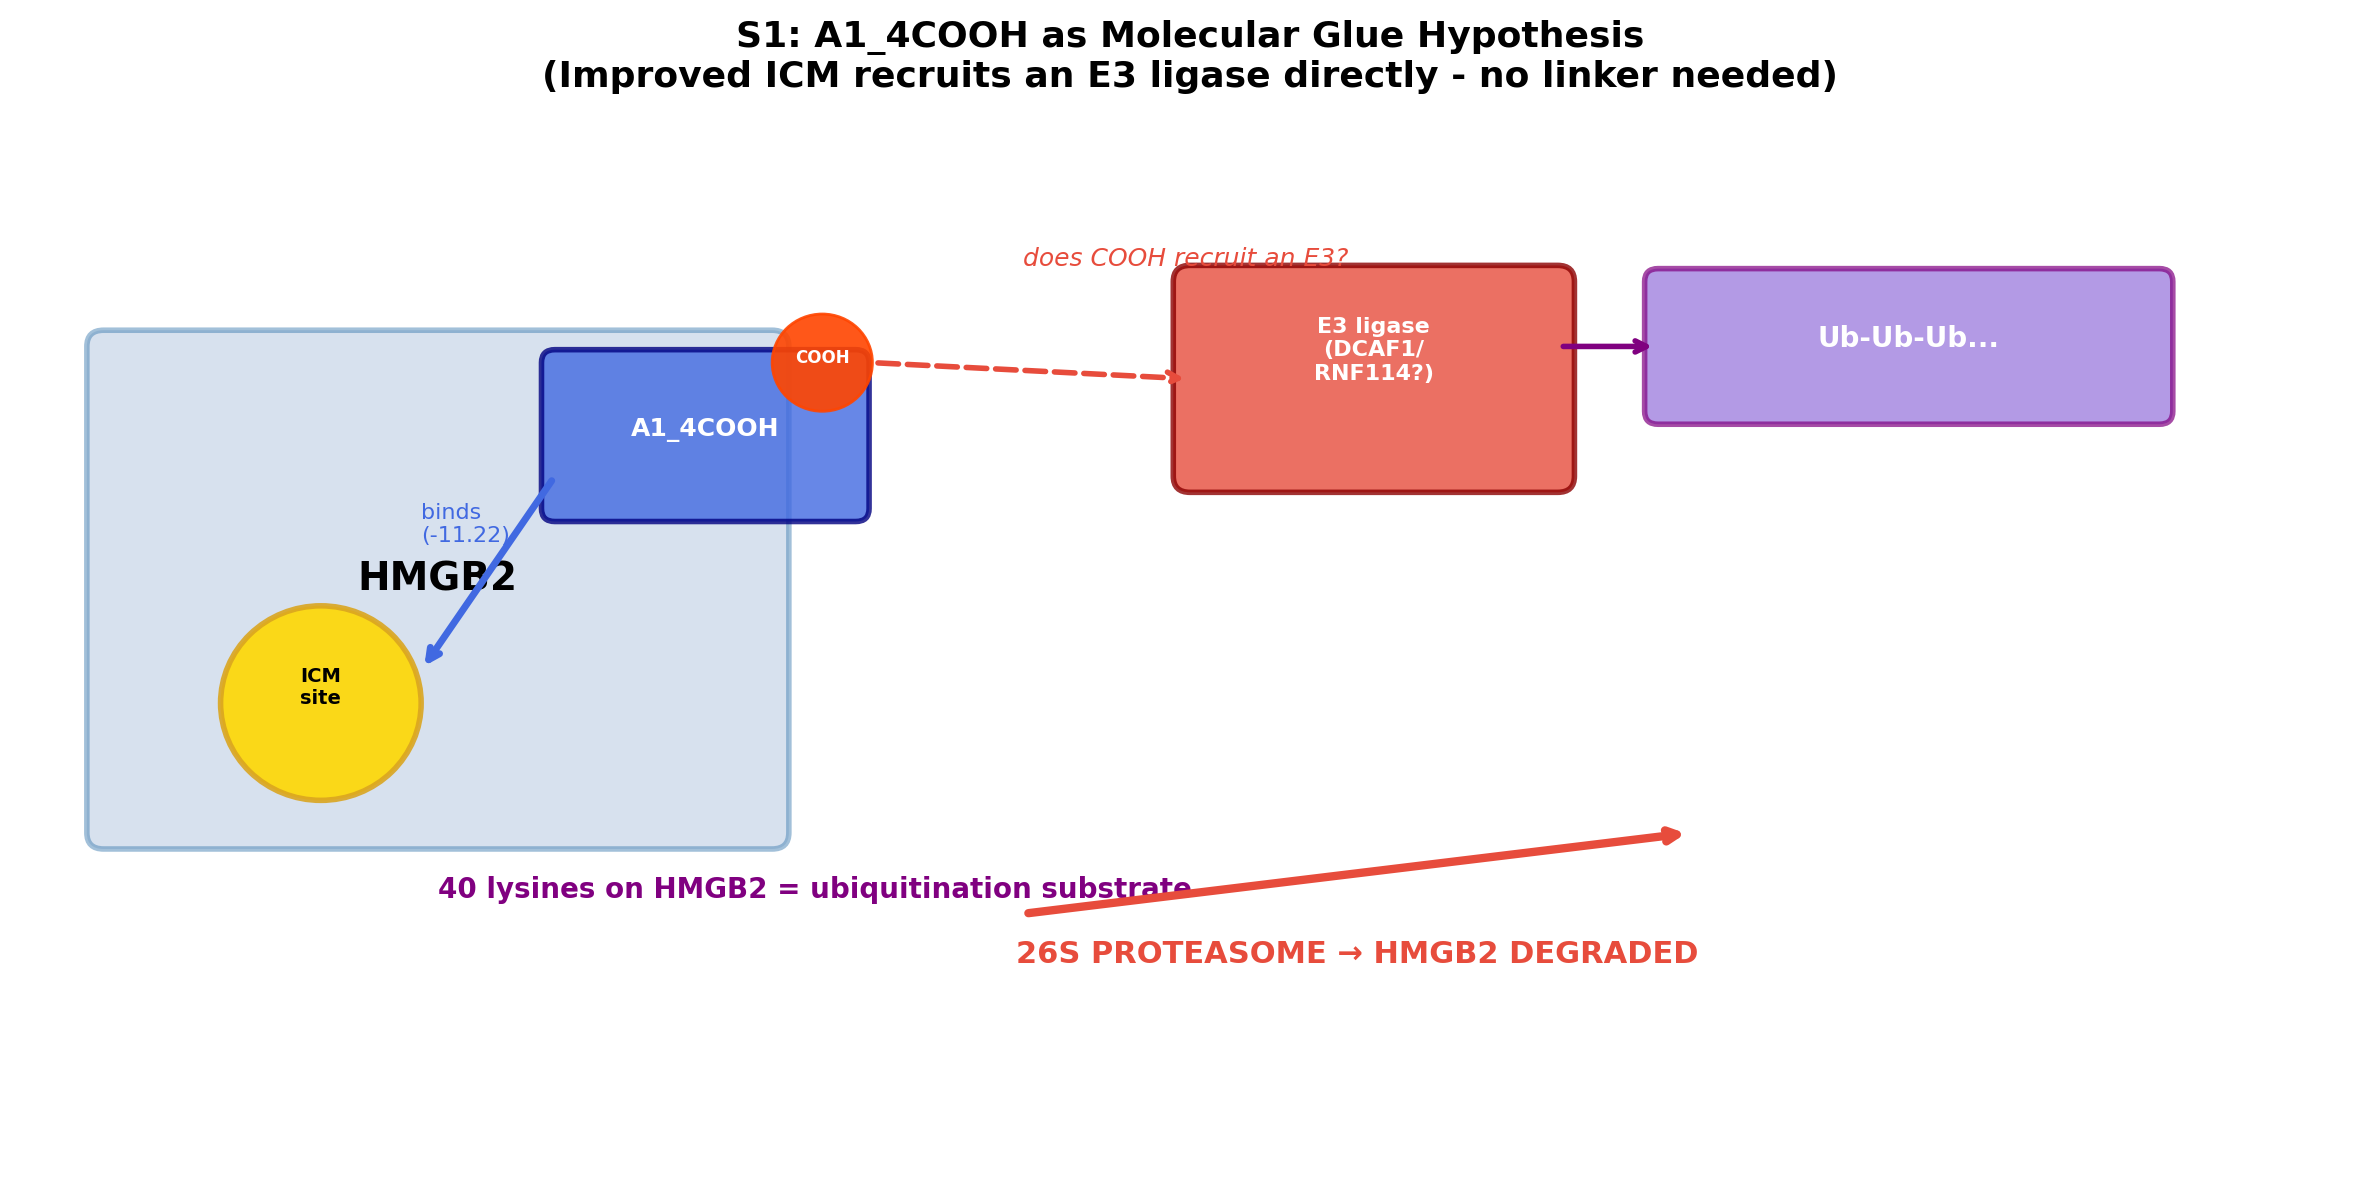 S1: A1_4COOH as Molecular Glue Hypothesis
(Improved ICM recruits an E3 ligase directly - no linker needed)
does COOH recruit an E3?
COOH
E3 ligase
(DCAF1/
RNF114?)
Ub-Ub-Ub...
A1_4COOH
binds
(-11.22)
HMGB2
ICM
site
40 lysines on HMGB2 = ubiquitination substrate
26S PROTEASOME → HMGB2 DEGRADED